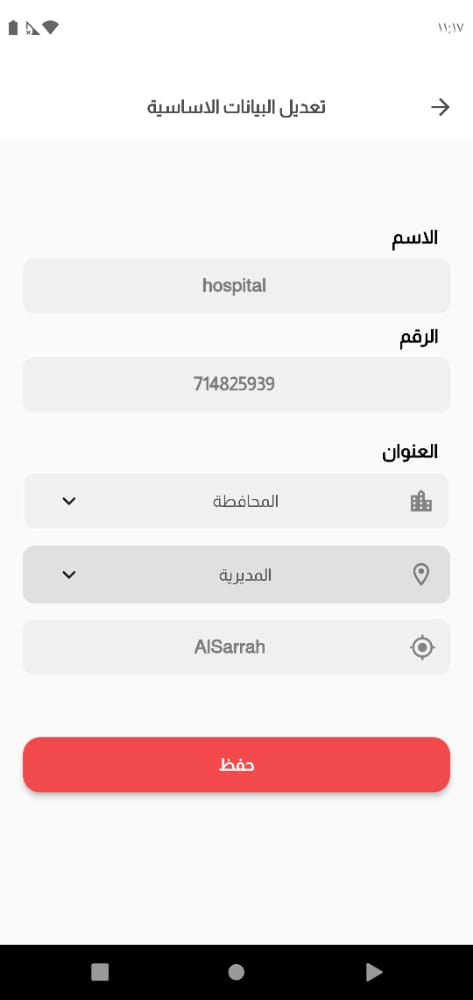 ١١:١٧
تعديل البيانات الاساسية
الاسم
hospital
الرقم
714825939
العنوان
المحافظة
المديرية
AlSarrah
حفظ